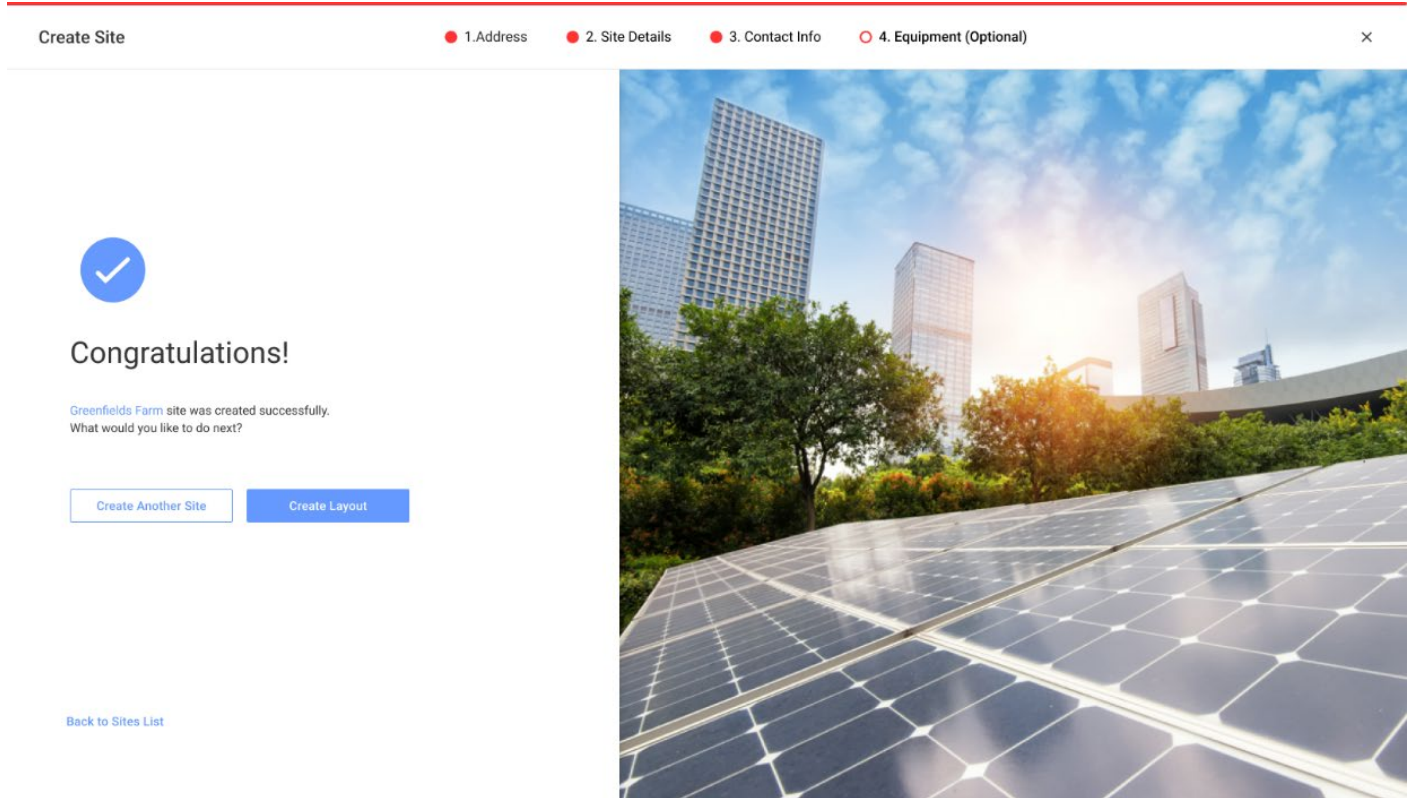 Create Site
1.Address
2. Site Details
3. Contact Info
4. Equipment (Optional)
Congratulations!
Greenfields Farm site was created successfully.
What would you like to do next?
Create Another Site
Create Layout
Back to Sites List